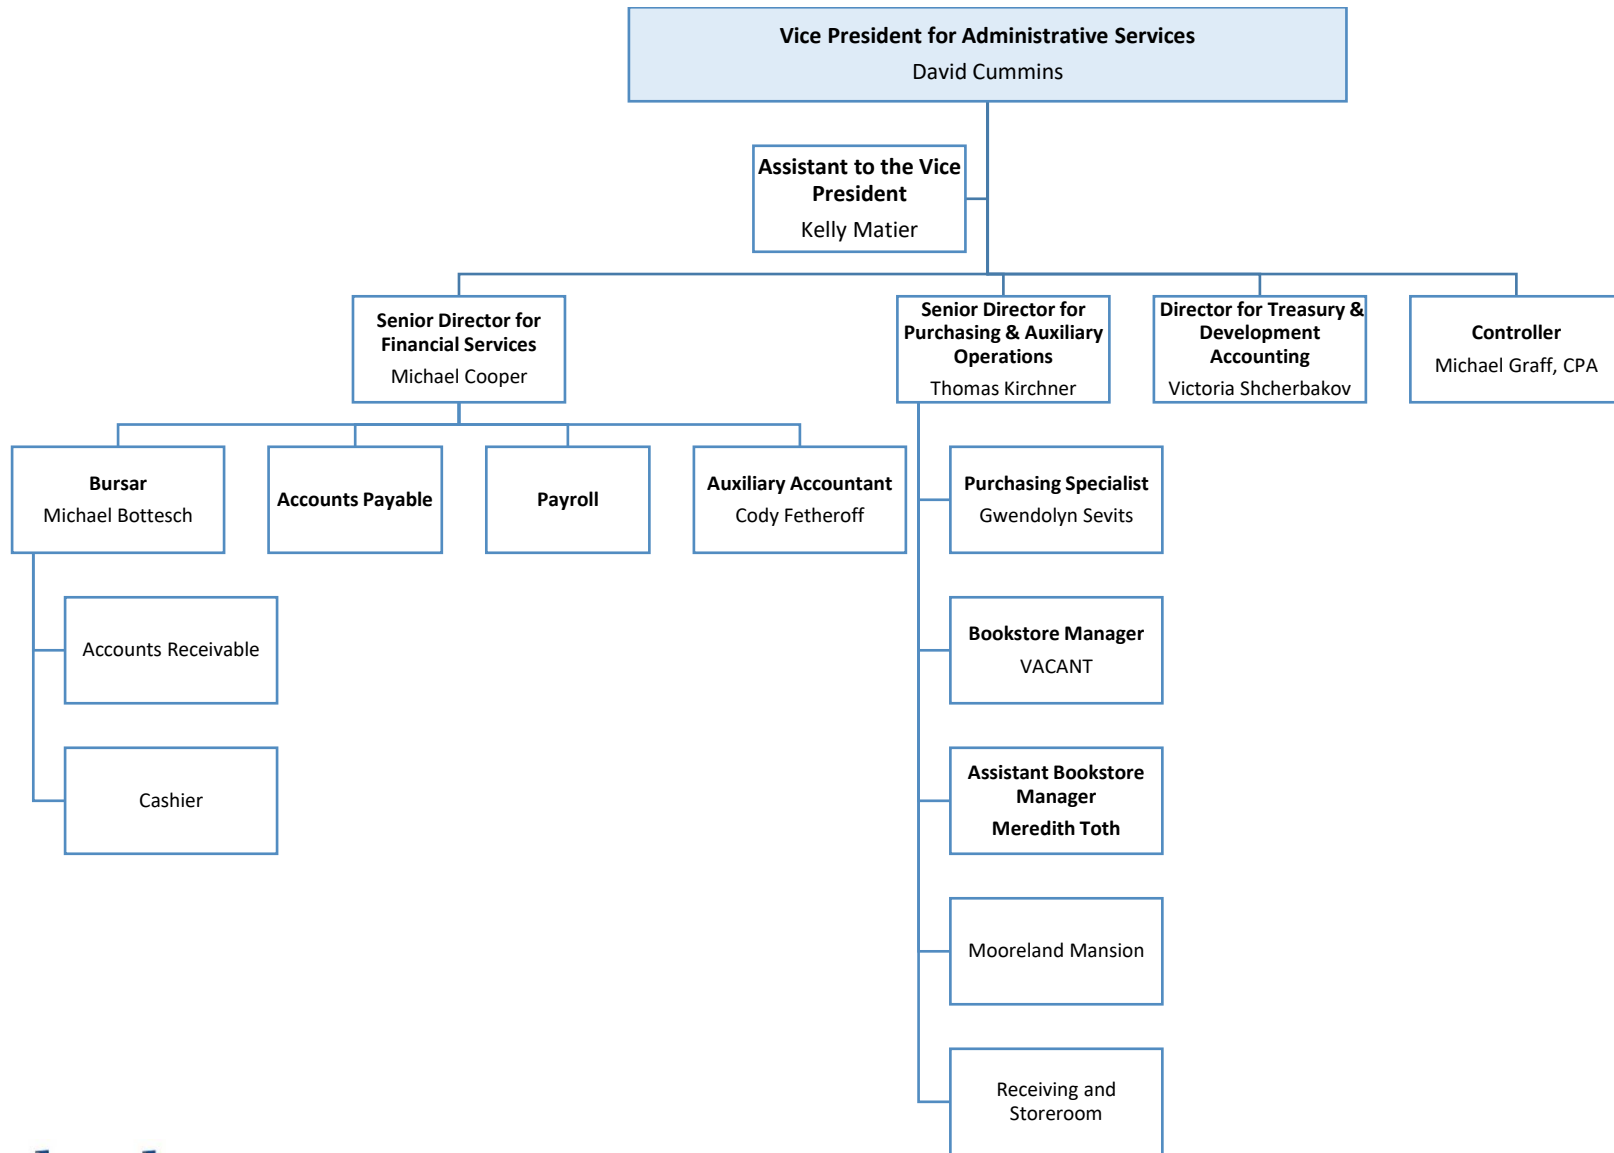 Vice President for Administrative Services
David Cummins
Assistant to the Vice
President
Kelly Matier
Senior Director for
Financial Services
Michael Cooper
Senior Director for
Purchasing & Auxiliary
Operations
Thomas Kirchner
Director for Treasury &
Development
Accounting
Victoria Shcherbakov
Controller
Michael Graff, CPA
Bursar
Michael Bottesch
Accounts Payable
Payroll
Auxiliary Accountant
Cody Fetheroff
Purchasing Specialist
Gwendolyn Sevits
Accounts Receivable
Bookstore Manager
VACANT
Cashier
Assistant Bookstore
Manager
Meredith Toth
Mooreland Mansion
Receiving and
Storeroom